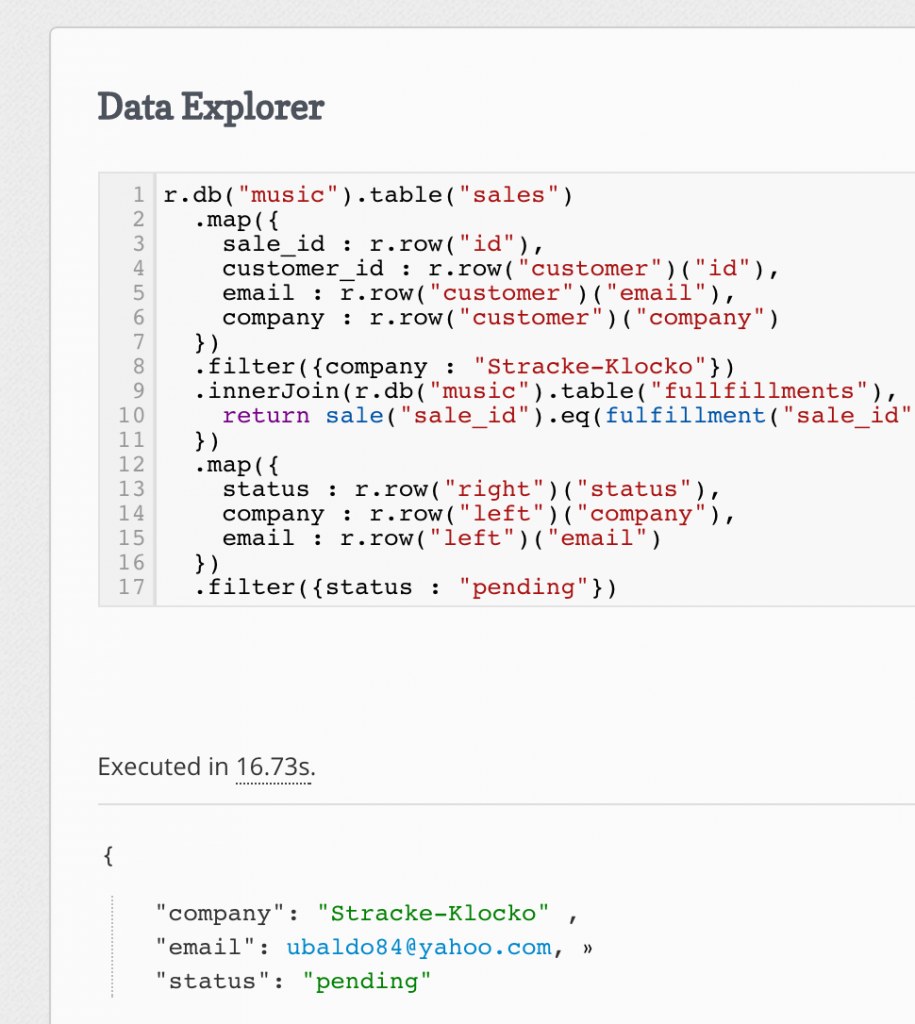 Data Explorer
1 r.db("music").table("sales")
2 .map({
3 sale_id : r.row("id"),
4 customer_id : r.row("customer")("id"),
5 email : r.row("customer")("email"),
6 company : r.row("customer")("company")
7 })
8 .filter({company : "Stracke-Klocko"})
9 .innerJoin(r.db("music").table("fullfillments"),
10 return sale("sale_id").eq(fulfillment("sale_id"
11 })
12 .map({
13 status : r.row("right")("status"),
14 company : r.row("left")("company"),
15 email : r.row("left")("email")
16 })
17 .filter({status : "pending"})
Executed in 16.73s.
{
"company": "Stracke-Klocko" ,
"email": ubaldo84@yahoo.com, »
"status": "pending"